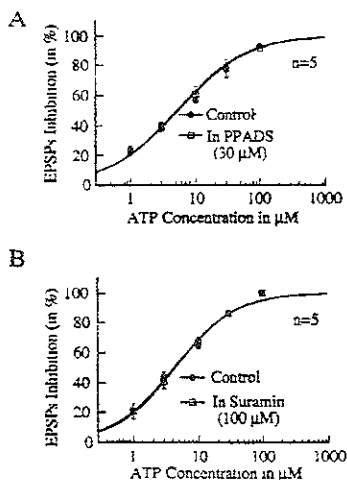 A
EPSPs Inhibition (in %)
100
80
60
40
20
0
n=5
Control
In PPADS
(30 μM)
1 10 100 1000
ATP Concentration in μM
B
EPSPs Inhibition (in %)
100
80
60
40
20
0
n=5
Control
In Suramin
(100 μM)
1 10 100 1000
ATP Concentration in μM